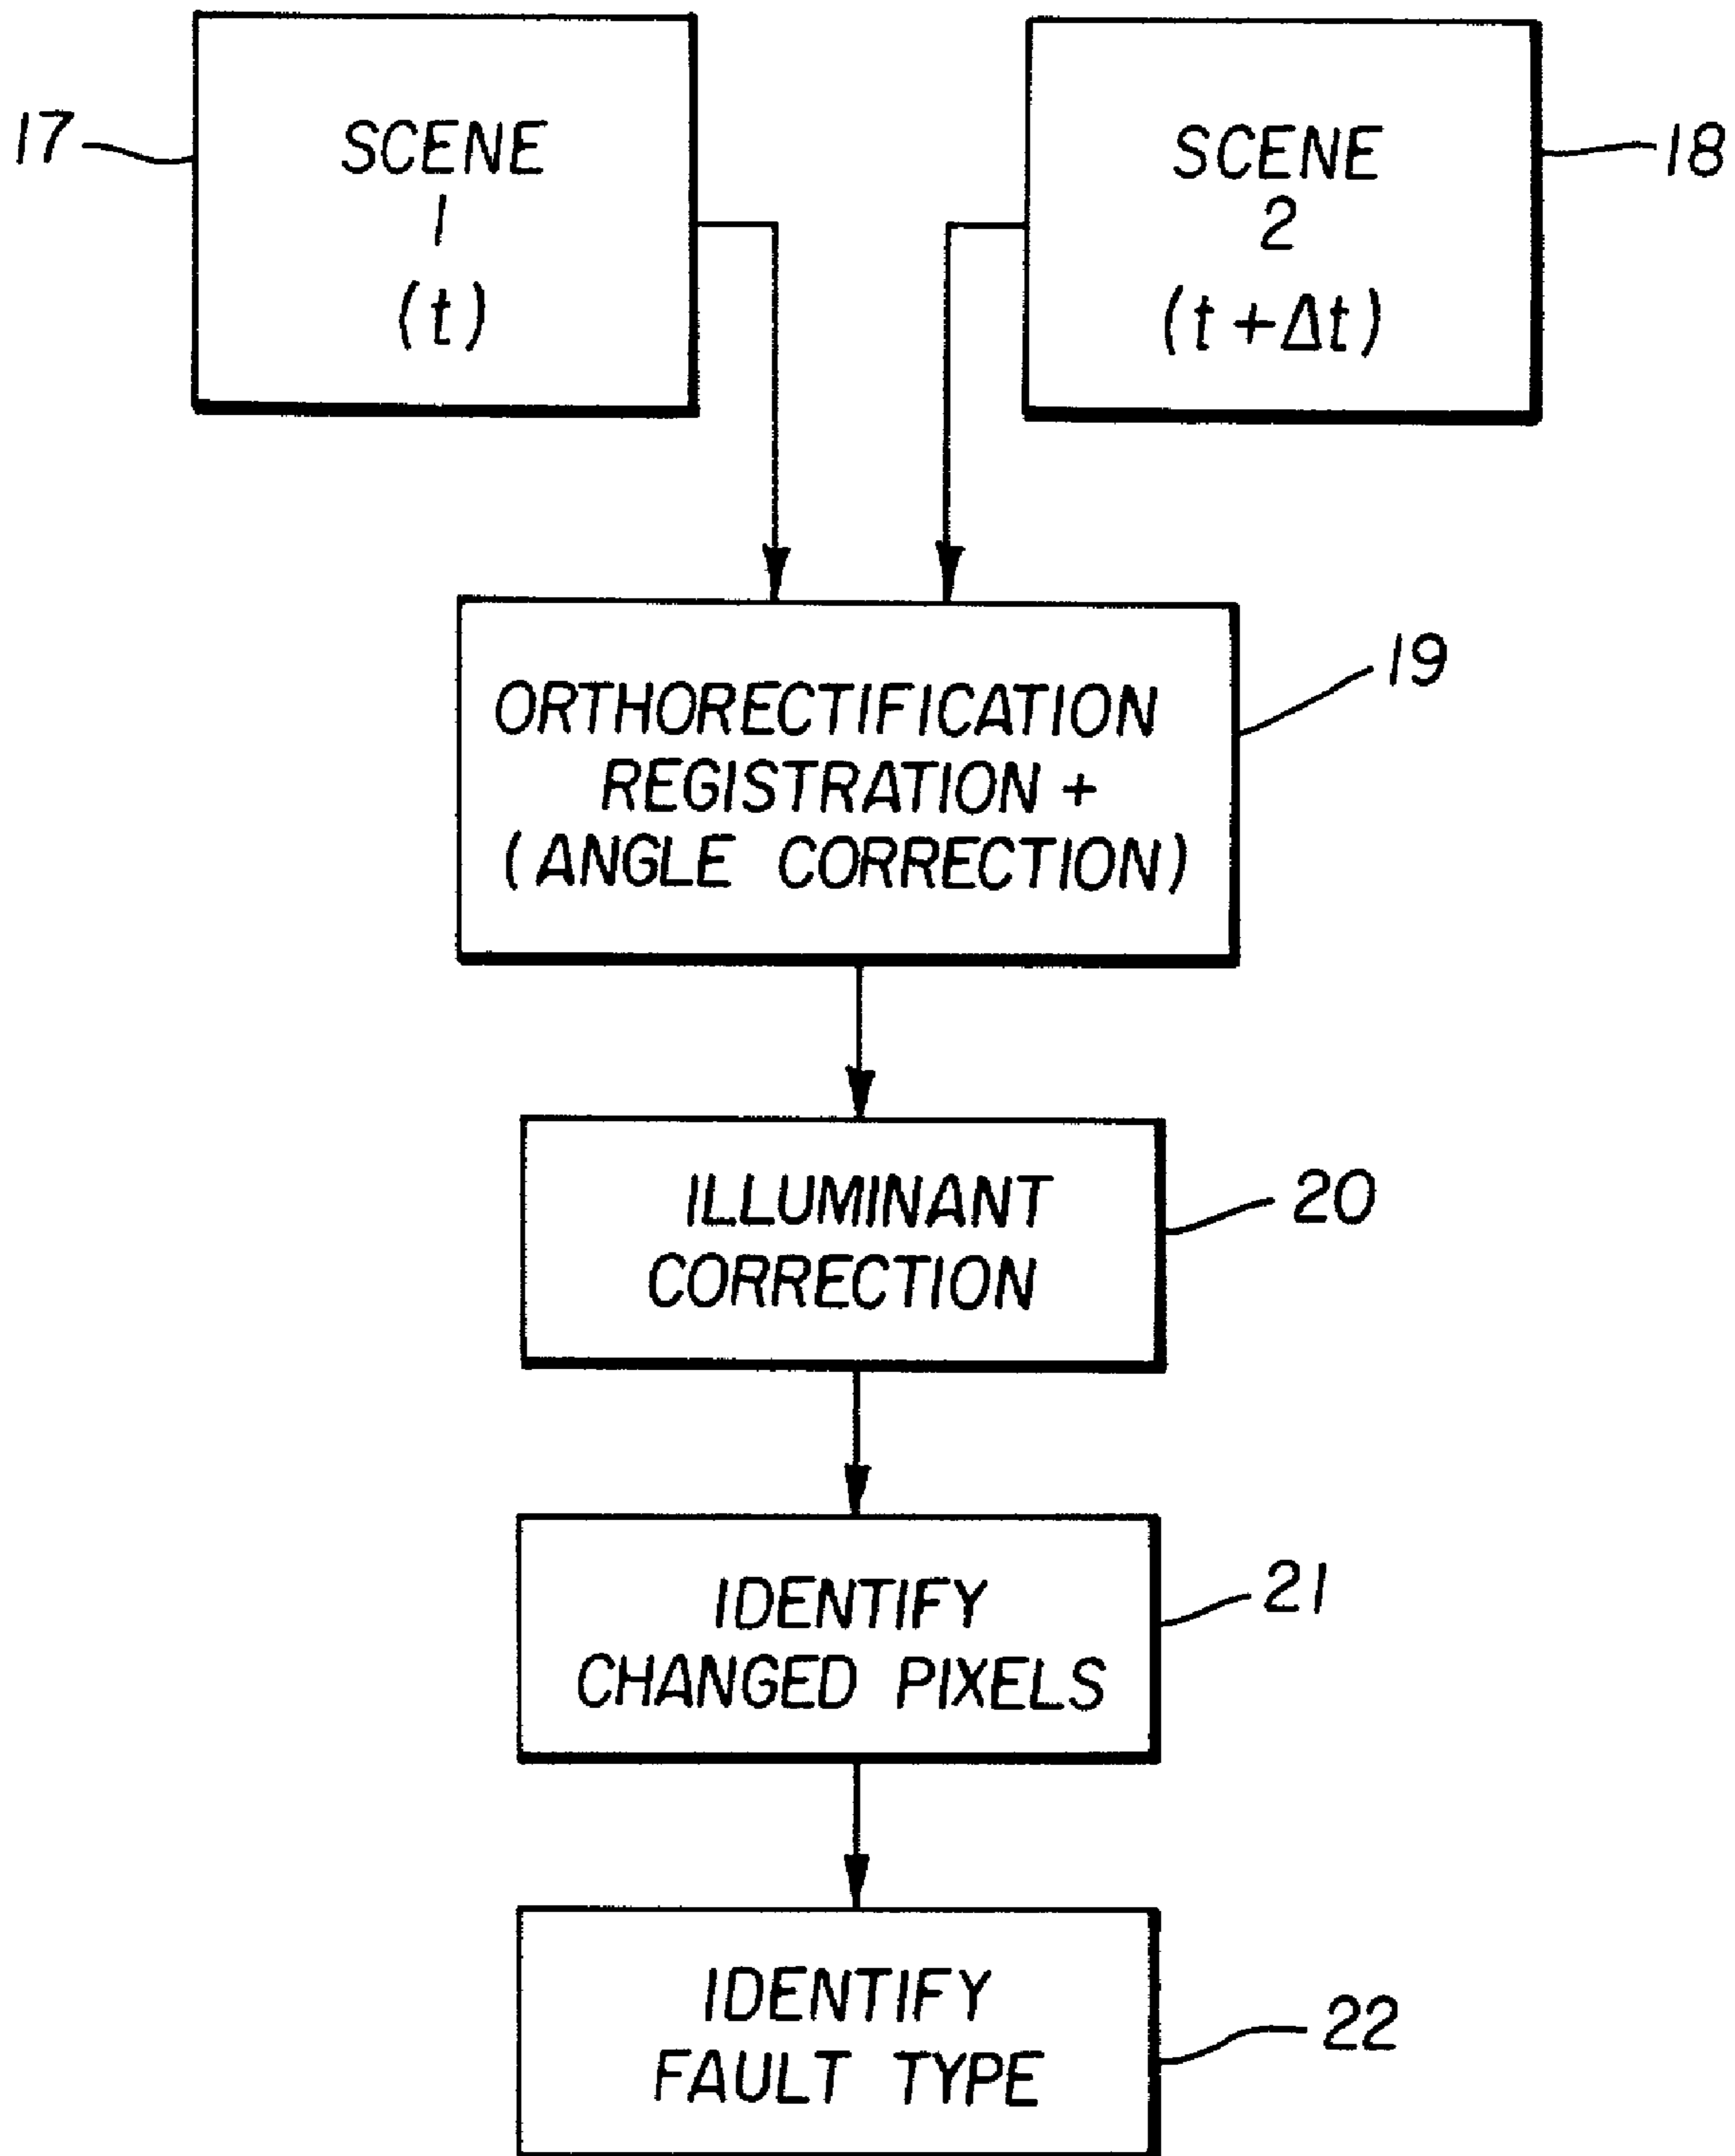 17
SCENE
1
(t)
SCENE
2
(t+Δt)
18
ORTHORECTIFICATION
REGISTRATION +
(ANGLE CORRECTION)
19
ILLUMINANT
CORRECTION
20
IDENTIFY
CHANGED PIXELS
21
IDENTIFY
FAULT TYPE
22